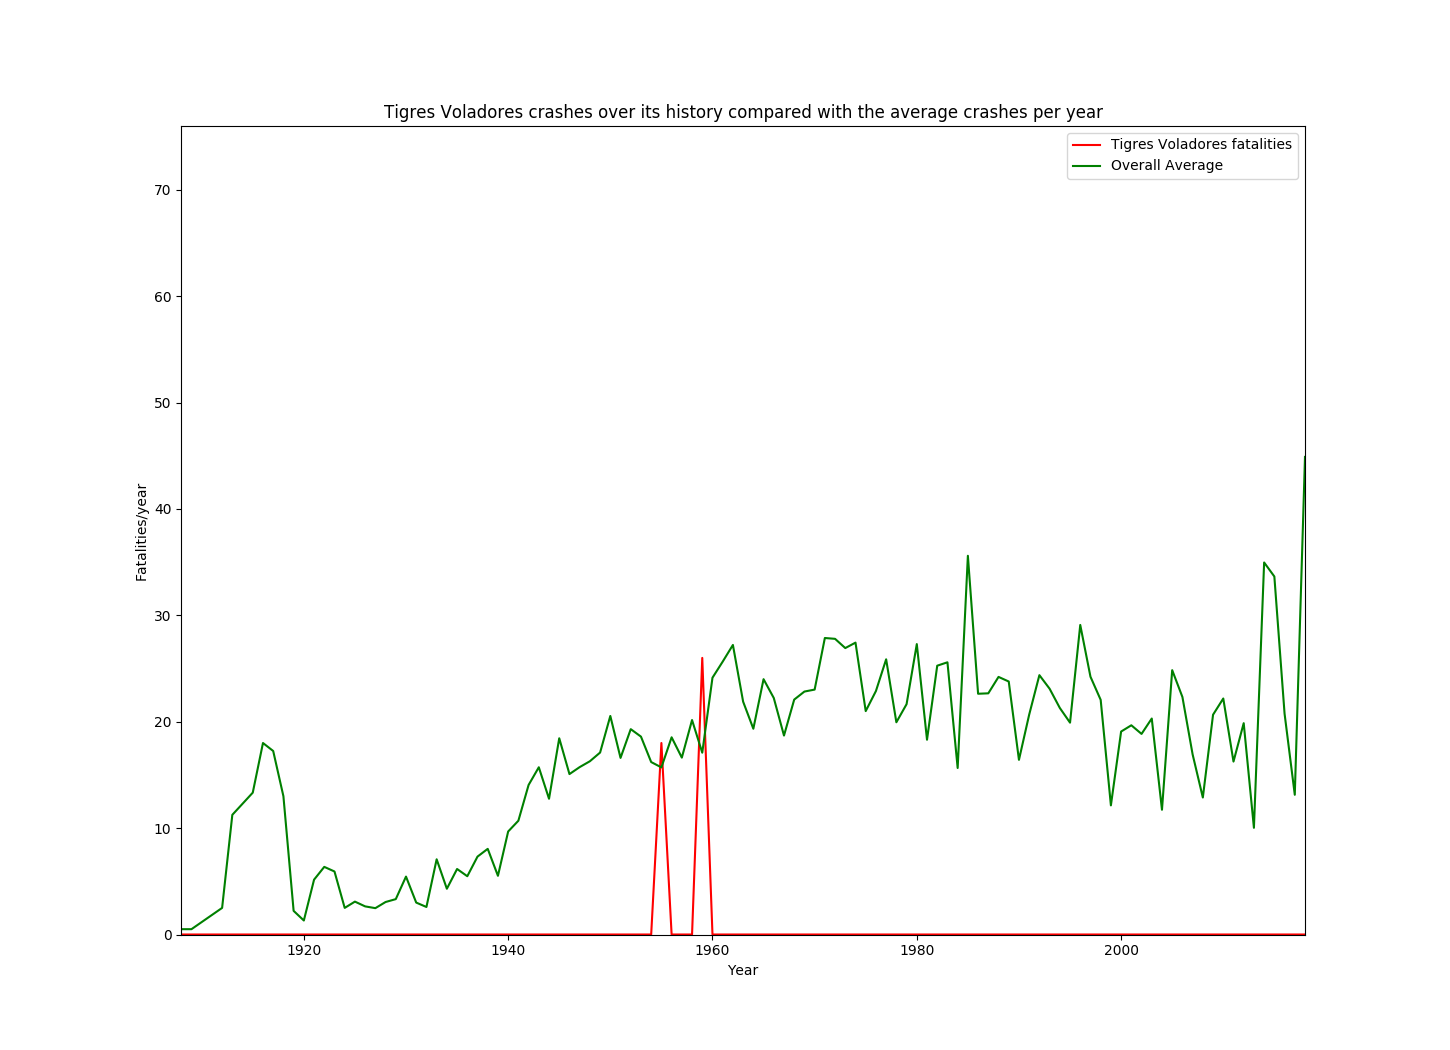 Tigres Voladores crashes over its history compared with the average crashes per year
Tigres Voladores fatalities
Overall Average
70
60
50
40
30
20
10
0
Fatalities/year
1920
1940
1960
1980
2000
Year